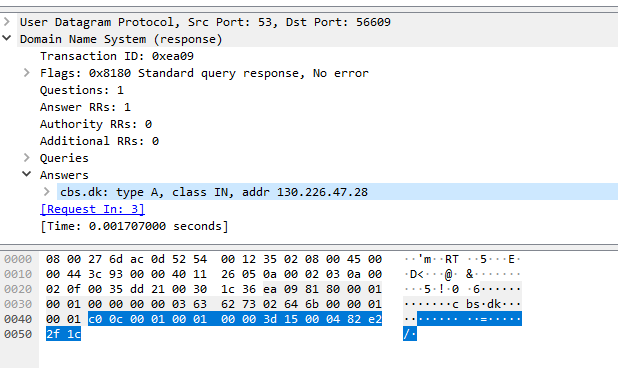 User Datagram Protocol, Src Port: 53, Dst Port: 56609
Domain Name System (response)
Transaction ID: 0xea09
Flags: 0x8180 Standard query response, No error
Questions: 1
Answer RRs: 1
Authority RRs: 0
Additional RRs: 0
Queries
Answers
cbs.dk: type A, class IN, addr 130.226.47.28
[Request In: 3]
[Time: 0.001707000 seconds]
0000 08 00 27 6d ac 0d 52 54 00 12 35 02 08 00 45 00 ··'m··RT ··5···E·
0010 00 44 3c 93 00 00 40 11 26 05 0a 00 02 03 0a 00 ·D<···@· &·······
0020 02 0f 00 35 dd 21 00 30 1c 36 ea 09 81 80 00 01 ···5·!·0 ·6······
0030 00 01 00 00 00 00 03 63 62 73 02 64 6b 00 00 01 ·······c bs·dk···
0040 00 01 c0 0c 00 01 00 01 00 00 3d 15 00 04 82 e2 ········ ··=·····
0050 2f 1c /·